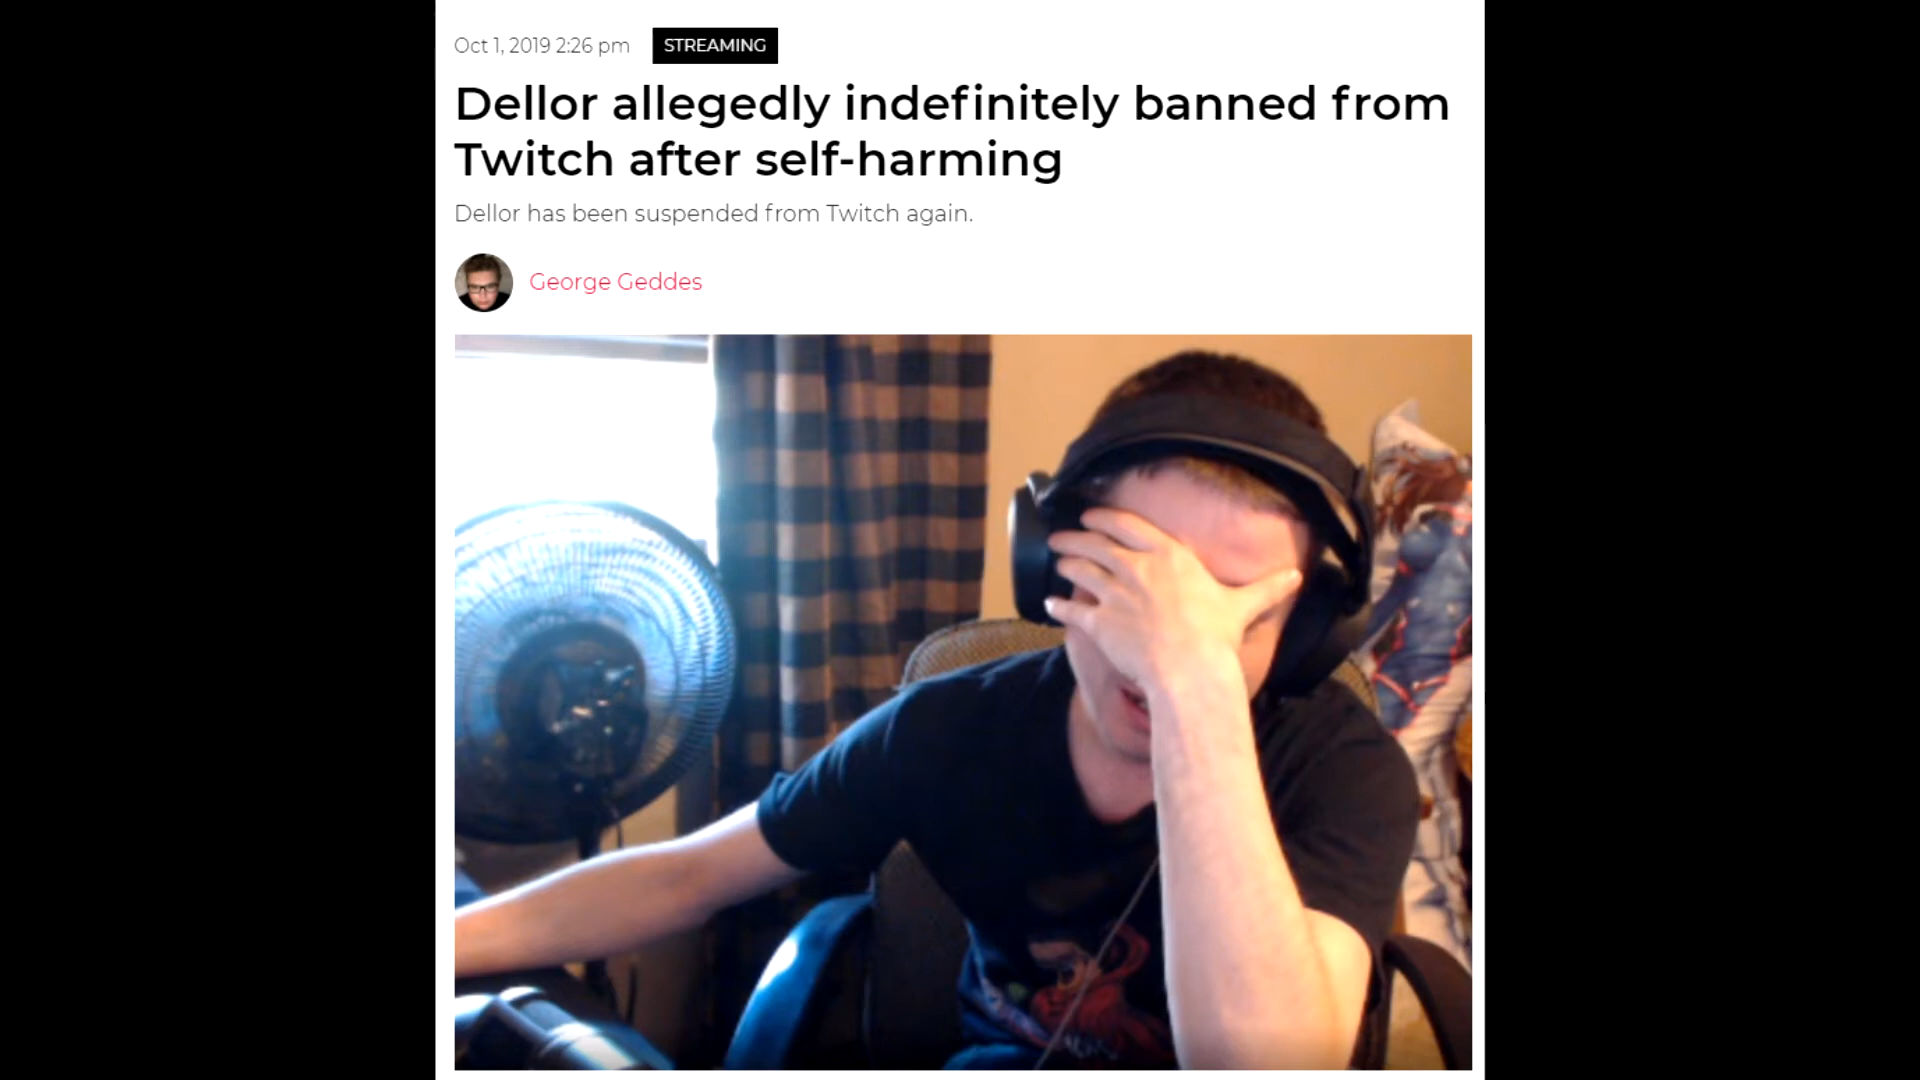 Oct 1, 2019 2:26 pm STREAMING
Dellor allegedly indefinitely banned from
Twitch after self-harming
Dellor has been suspended from Twitch again.
George Geddes